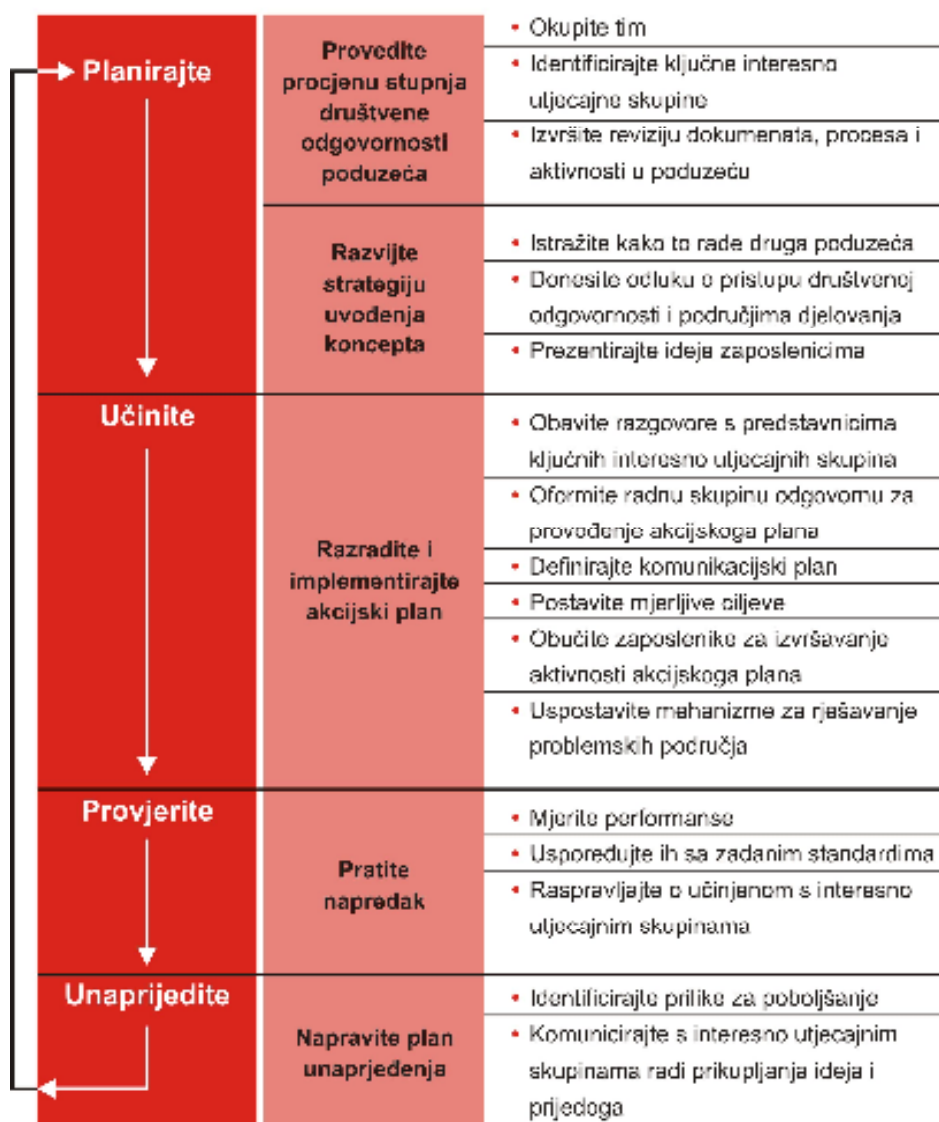 Planirajte
Provedite
procjenu stupnja
društvene
odgovornosti
poduzeća
• Okupite tim
• Identificirajte ključne interesno
utjecajne skupine
• Izvršite reviziju dokumenata, procesa i
aktivnosti u poduzeću
Razvijte
strategiju
uvođenja
koncepta
• Istražite kako to rade druga poduzeća
• Donesite odluku o pristupu društvenoj
odgovornosti i područjima djelovanja
• Prezentirajte ideje zaposlenicima
Učinite
Razradite i
implementirajte
akcijski plan
• Obavite razgovore s predstavnicima
ključnih interesno utjecajnih skupina
• Oformite radnu skupinu odgovornu za
provođenje akcijskoga plana
• Definirajte komunikacijski plan
• Postavite mjerljive ciljeve
• Obučite zaposlenike za izvršavanje
aktivnosti akcijskoga plana
• Uspostavite mehanizme za rješavanje
problemskih područja
Provjerite
Pratite
napredak
• Mjerite performanse
• Uspoređujte ih sa zadanim standardima
• Raspravljajte o učinjenom s interesno
utjecajnim skupinama
Unaprijedite
Napravite plan
unaprjeđenja
• Identificirajte prilike za poboljšanje
• Komunicirajte s interesno utjecajnim
skupinama radi prikupljanja ideja i
prijedoga